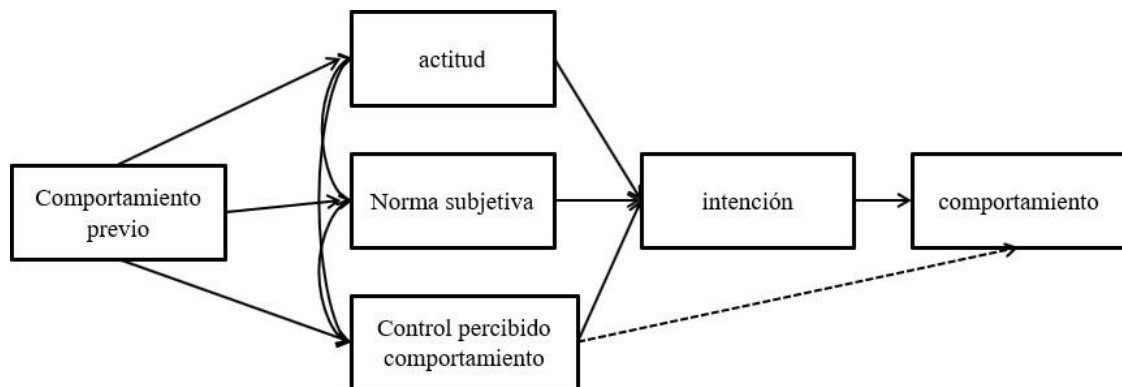 actitud
Comportamiento
previo
Norma subjetiva
intención
comportamiento
Control percibido
comportamiento